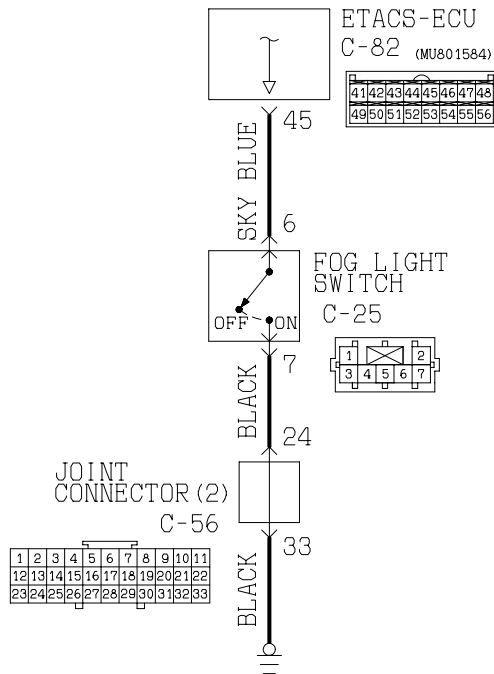 ETACS-ECU
C-82 (MU801584)
41 42 43 44 45 46 47 48
49 50 51 52 53 54 55 56
45
SKY BLUE
6
FOG LIGHT
SWITCH
C-25
OFF ON
1 2
3 4 5 6 7
7
BLACK
24
JOINT
CONNECTOR(2)
C-56
1 2 3 4 5 6 7 8 9 10 11
12 13 14 15 16 17 18 19 20 21 22
23 24 25 26 27 28 29 30 31 32 33
33
BLACK